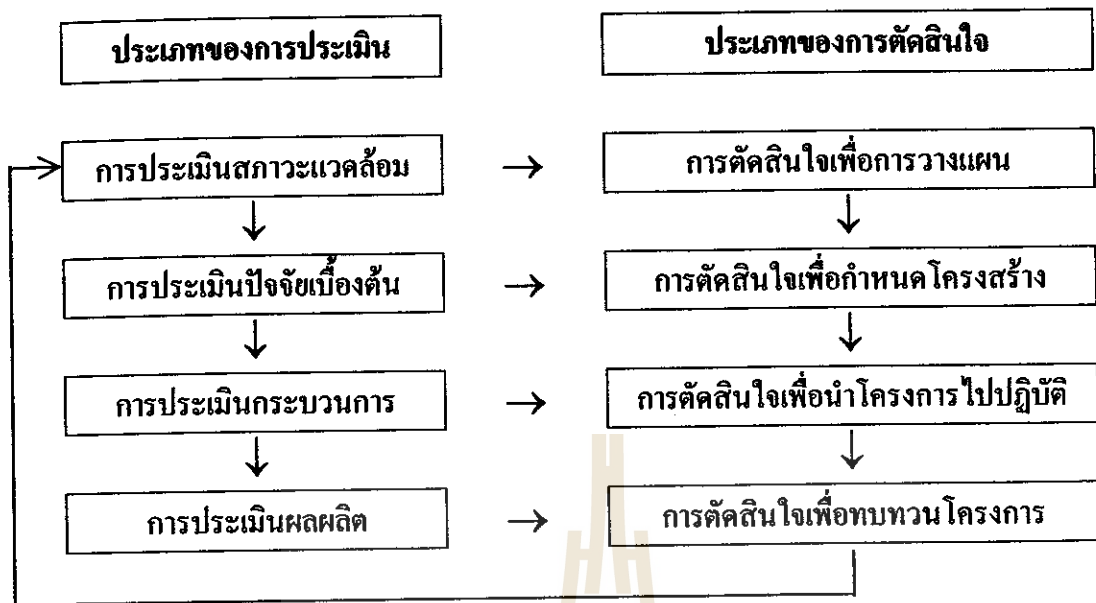 ประเภทของการประเมิน
ประเภทของการตัดสินใจ
การประเมินสภาวะแวดล้อม
การตัดสินใจเพื่อการวางแผน
การประเมินปัจจัยเบื้องต้น
การตัดสินใจเพื่อกำหนดโครงสร้าง
การประเมินกระบวนการ
การตัดสินใจเพื่อนำโครงการไปปฏิบัติ
การประเมินผลผลิต
การตัดสินใจเพื่อทบทวนโครงการ